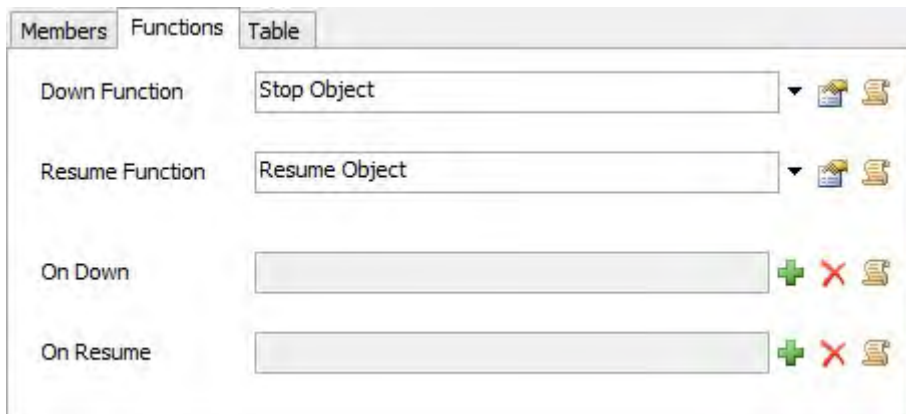 Members Functions Table
Down Function Stop Object
Resume Function Resume Object
On Down
On Resume